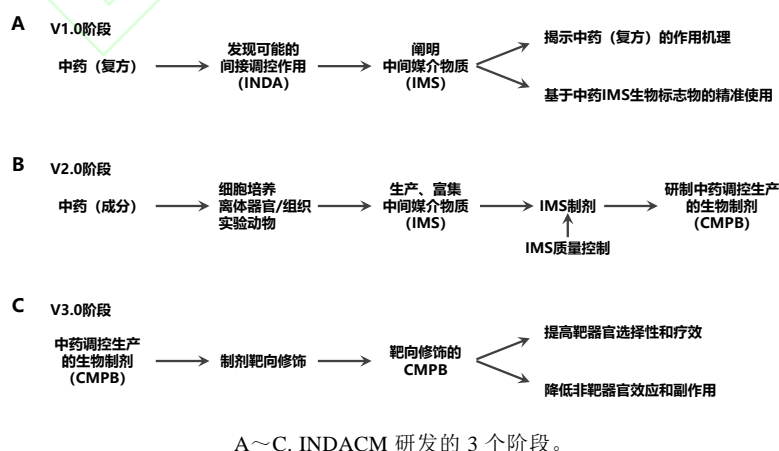 A
V1.0阶段
中药（复方）
发现可能的
间接调控作用
（INDA）
阐明
中间媒介物质
（IMS）
揭示中药（复方）的作用机理
基于中药IMS生物标志物的精准使用
B
V2.0阶段
中药（成分）
细胞培养
离体器官/组织
实验动物
生产、富集
中间媒介物质
（IMS）
IMS制剂
IMS质量控制
研制中药调控生产
的生物制剂
（CMPB）
C
V3.0阶段
中药调控生产
的生物制剂
（CMPB）
制剂靶向修饰
靶向修饰的
CMPB
提高靶器官选择性和疗效
降低非靶器官效应和副作用
A～C. INDACM 研发的 3 个阶段。